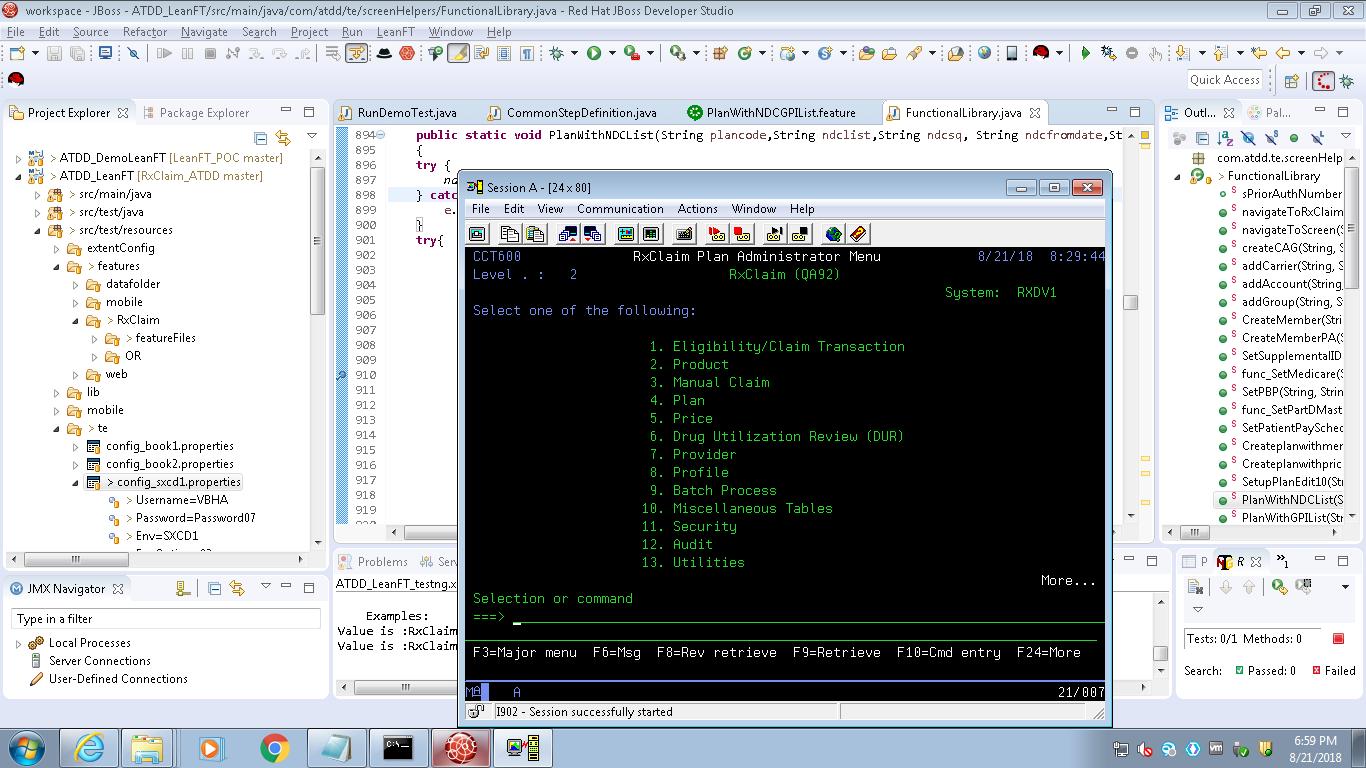 workspace - JBoss - ATDD_LeanFT/src/main/java/com/atdd/te/screenHelpers/FunctionalLibrary.java - Red Hat JBoss Developer Studio
File Edit Source Refactor Navigate Search Project Run LeanFT Window Help
Quick Access
Project Explorer Package Explorer
> ATDD_DemoLeanFT [LeanFT_POC master]
> ATDD_LeanFT [RxClaim_ATDD master]
> src/main/java
> src/test/java
> src/test/resources
extentConfig
> features
datafolder
mobile
> RxClaim
> featureFiles
OR
web
lib
mobile
> te
config_book1.properties
config_book2.properties
> config_sxcd1.properties
> Username=VBHA
> Password=Password07
> Env=SXCD1
JMX Navigator
Type in a filter
Local Processes
Server Connections
User-Defined Connections
RunDemoTest.java CommonStepDefinition.java PlanWithNDCGPIList.feature FunctionalLibrary.java
894 public static void PlanWithNDCList(String plancode,String ndclist,String ndcsq, String ndcfromdate,St
895 {
896 try {
897
898 } catc
899 e.
900 }
901 try{
902
903
904
905
906
907
908
909
910
911
912
913
914
915
916
917
918
919
Session A - [24 x 80]
File Edit View Communication Actions Window Help
CCT600 RxClaim Plan Administrator Menu 8/21/18 8:29:44
Level . : 2 RxClaim (QA92)
System: RXDV1
Select one of the following:
1. Eligibility/Claim Transaction
2. Product
3. Manual Claim
4. Plan
5. Price
6. Drug Utilization Review (DUR)
7. Provider
8. Profile
9. Batch Process
10. Miscellaneous Tables
11. Security
12. Audit
13. Utilities
More...
Selection or command
===>
F3=Major menu F6=Msg F8=Rev retrieve F9=Retrieve F10=Cmd entry F24=More
MA A 21/007
I902 - Session successfully started
Problems Serv
ATDD_LeanFT_testng.x
Examples:
Value is :RxClaim
Value is :RxClaim
Outl... Pal...
com.atdd.te.screenHelp
> FunctionalLibrary
sPriorAuthNumber
navigateToRxClaim
navigateToScreen(
createCAG(String, S
addCarrier(String, S
addAccount(String,
addGroup(String, S
CreateMember(Stri
CreateMemberPA(
SetSupplementalID
func_SetMedicare(S
SetPBP(String, Strin
func_SetPartDMast
SetPatientPaySche
Createplanwithmer
Createplanwithpric
SetupPlanEdit10(St
PlanWithNDCList(S
PlanWithGPIList(Str
P R
Tests: 0/1 Methods: 0
Search: Passed: 0 Failed
6:59 PM
8/21/2018